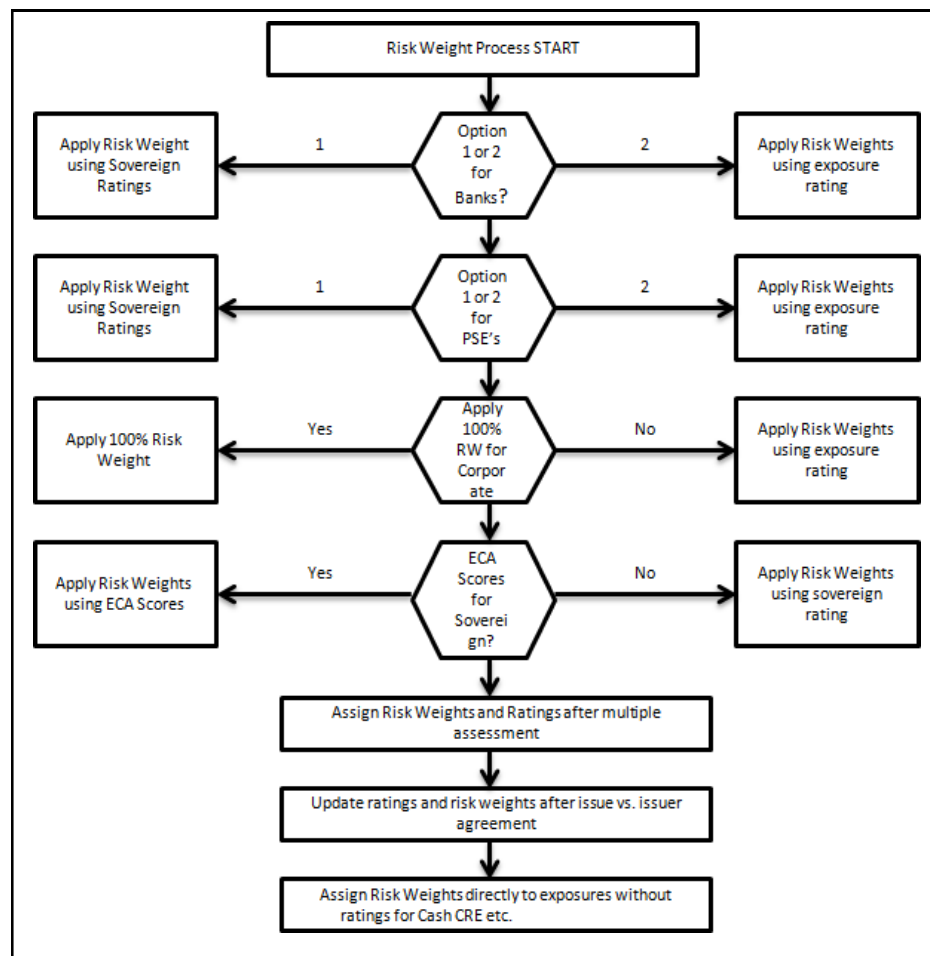 Risk Weight Process START
Apply Risk Weight
using Sovereign
Ratings
1
Option
1 or 2
for
Banks?
2
Apply Risk Weights
using exposure
rating
Apply Risk Weight
using Sovereign
Ratings
1
Option
1 or 2
for
PSE's
2
Apply Risk Weights
using exposure
rating
Apply 100% Risk
Weight
Yes
Apply
100%
RW for
Corpor
ate
No
Apply Risk Weights
using exposure
rating
Apply Risk Weights
using ECA Scores
Yes
ECA
Scores
for
Soverei
gn?
No
Apply Risk Weights
using sovereign
rating
Assign Risk Weights and Ratings after multiple
assessment
Update ratings and risk weights after issue vs. issuer
agreement
Assign Risk Weights directly to exposures without
ratings for Cash CRE etc.